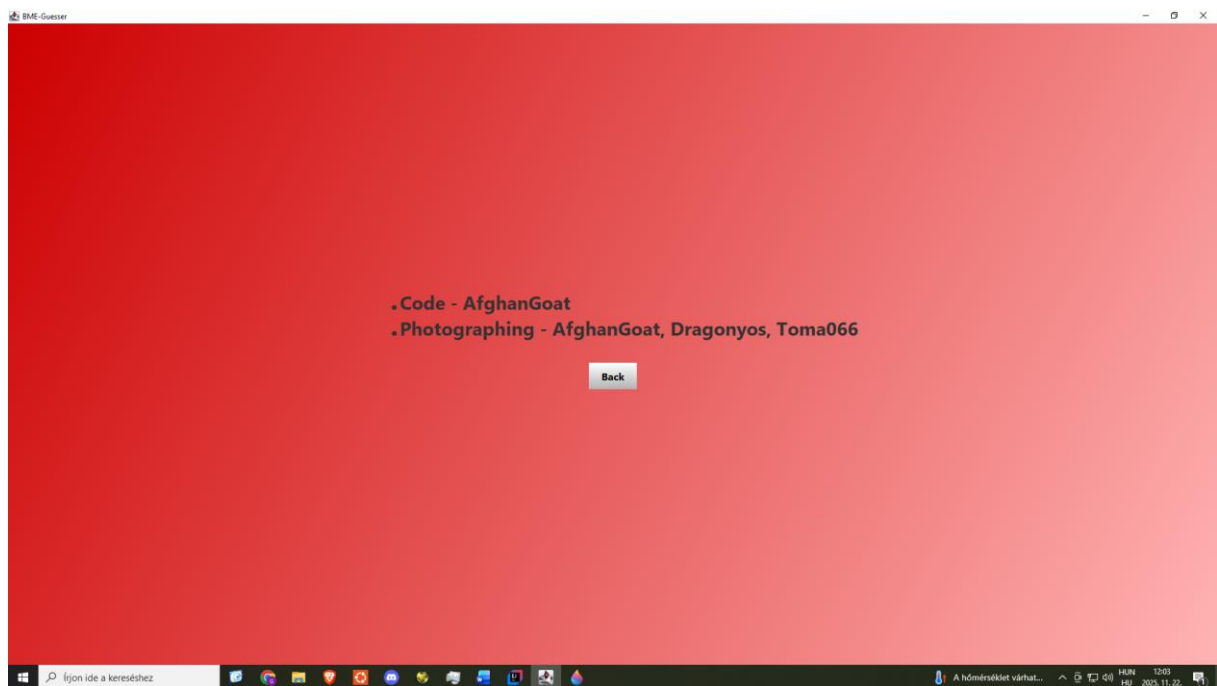 BME-Guesser
.Code - AfghanGoat
.Photographing - AfghanGoat, Dragonyos, Toma066
Back
Írjon ide a kereséshez
A hőmérséklet várhat...
HUN
12:03
HU
2025. 11. 22.